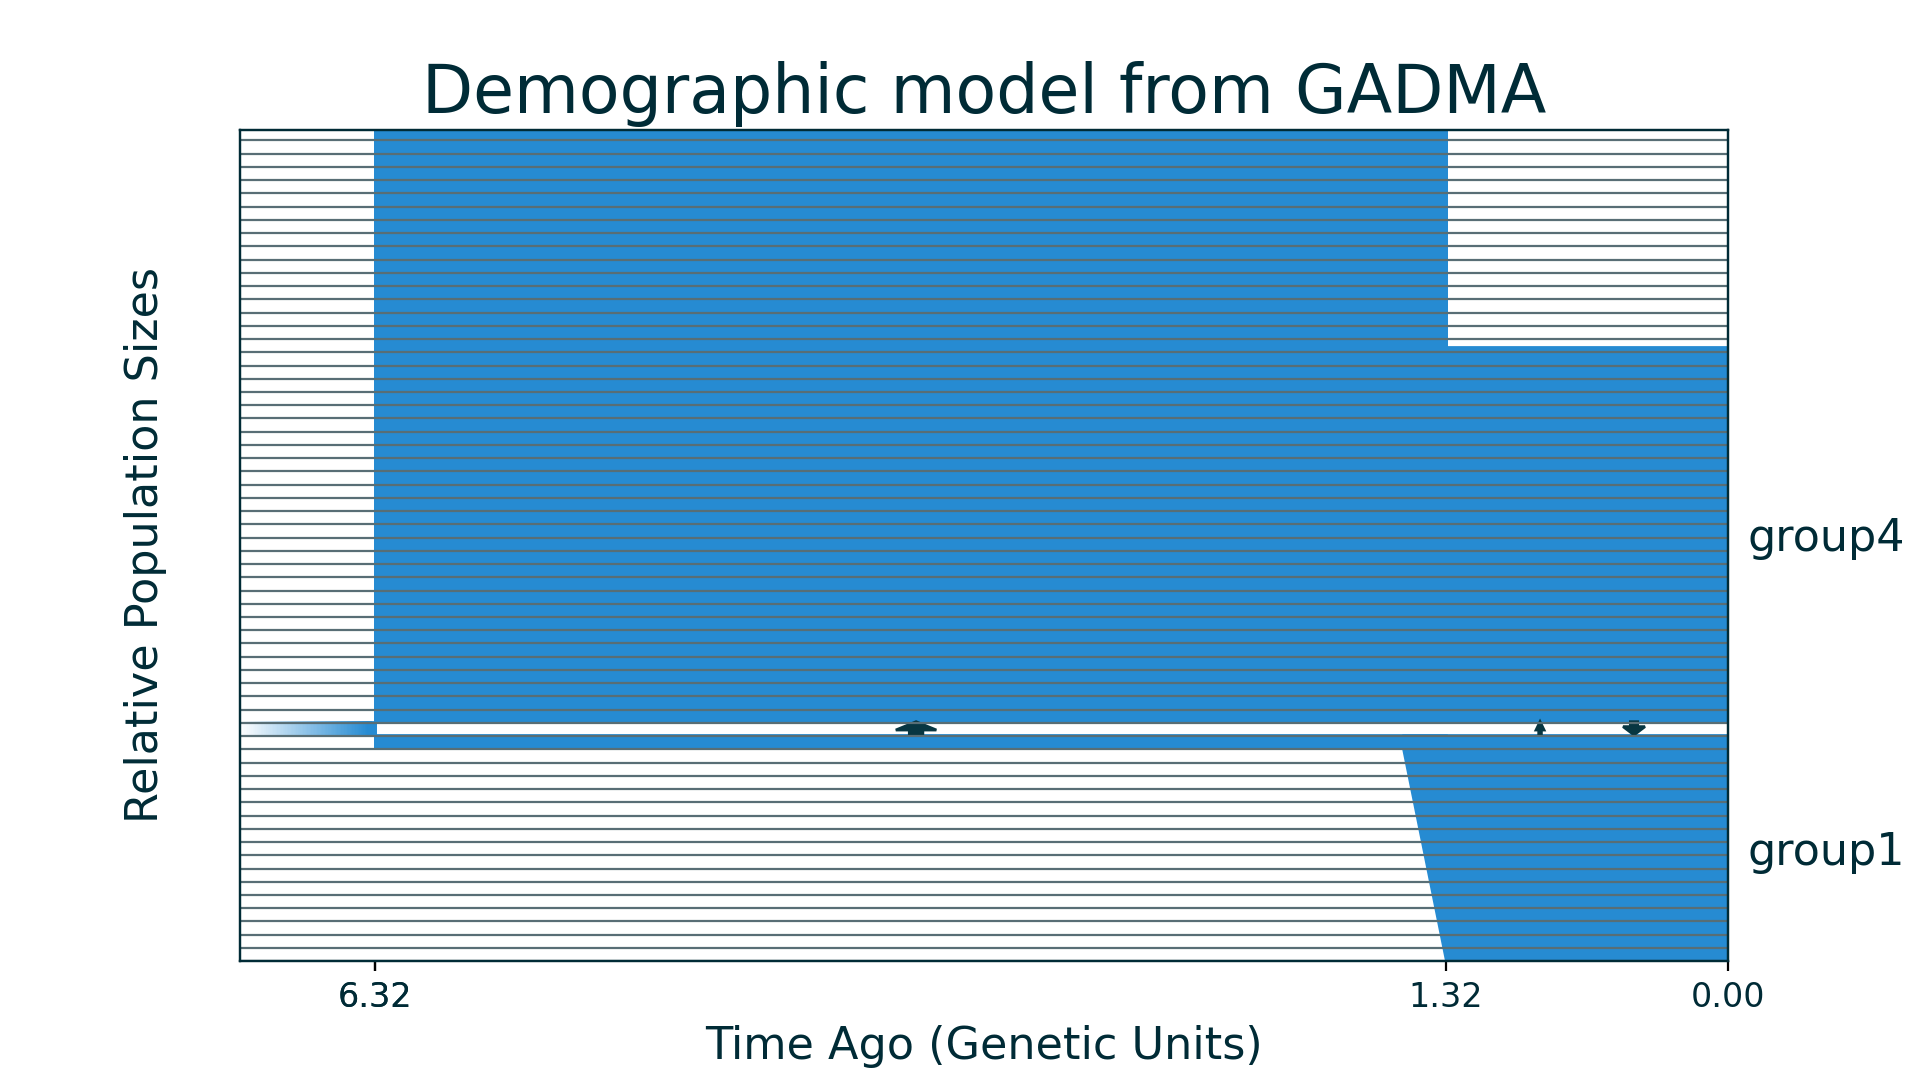 Demographic model from GADMA
Relative Population Sizes
group4
group1
6.32
1.32
0.00
Time Ago (Genetic Units)